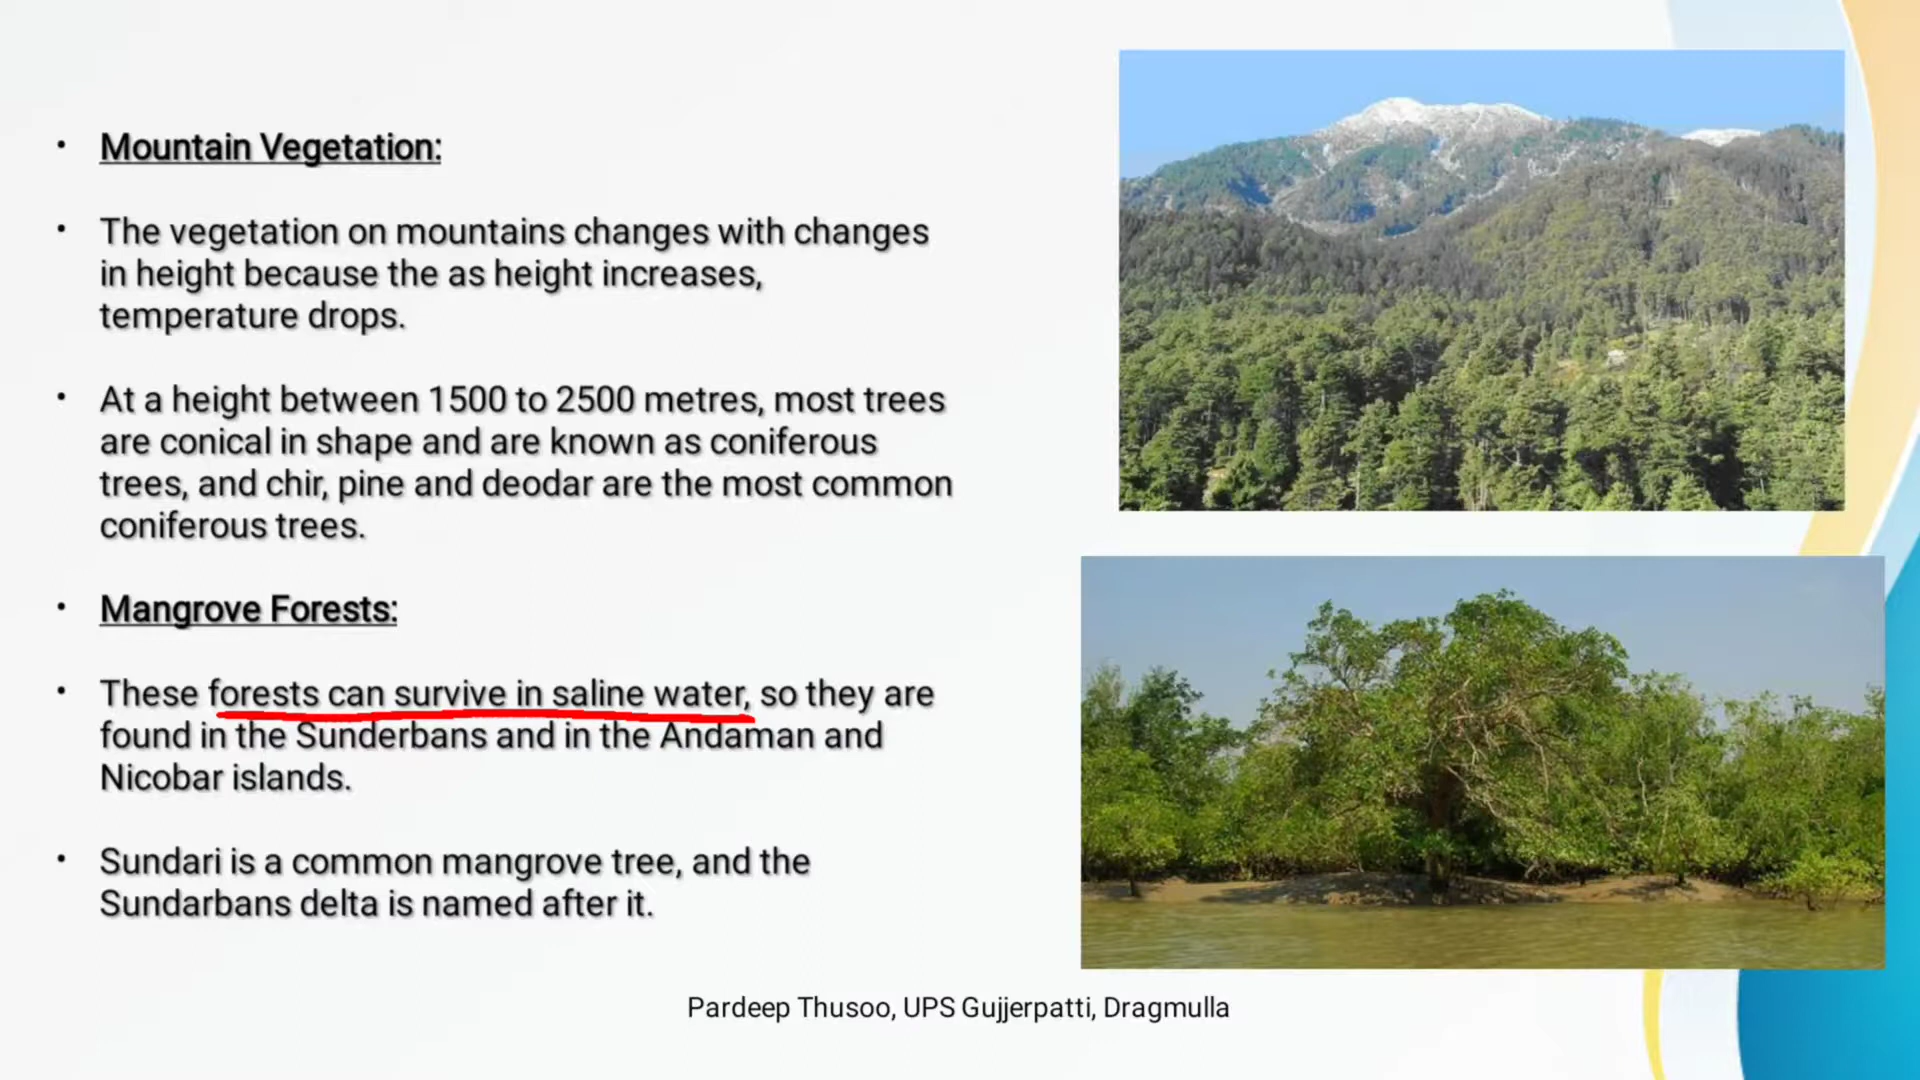 • Mountain Vegetation:
• The vegetation on mountains changes with changes
in height because the as height increases,
temperature drops.
• At a height between 1500 to 2500 metres, most trees
are conical in shape and are known as coniferous
trees, and chir, pine and deodar are the most common
coniferous trees.
• Mangrove Forests:
• These forests can survive in saline water, so they are
found in the Sunderbans and in the Andaman and
Nicobar islands.
• Sundari is a common mangrove tree, and the
Sundarbans delta is named after it.
Pardeep Thusoo, UPS Gujjerpatti, Dragmulla